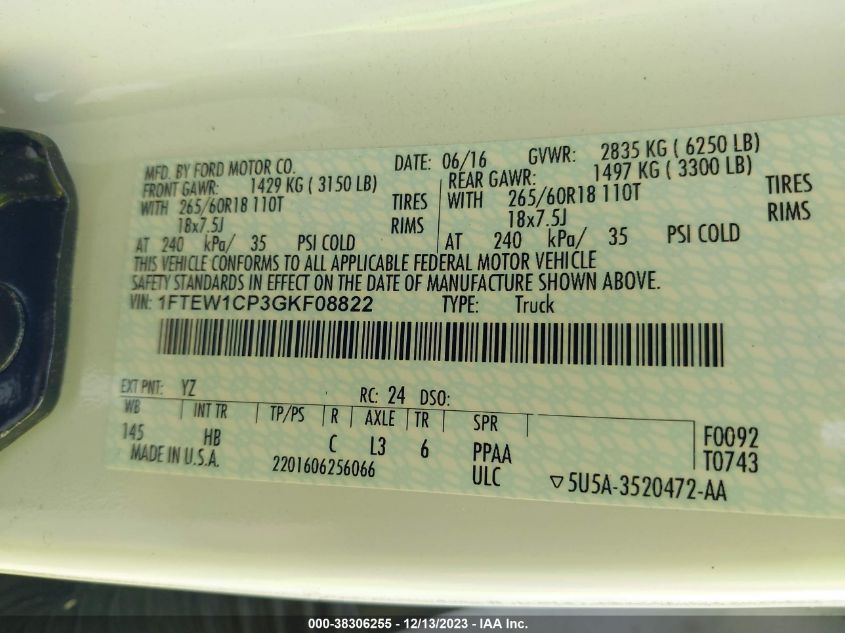 MFD. BY FORD MOTOR CO. DATE: 06/16 GVWR: 2835 KG ( 6250 LB)
FRONT GAWR: 1429 KG ( 3150 LB) REAR GAWR: 1497 KG ( 3300 LB)
WITH 265/60R18 110T TIRES WITH 265/60R18 110T TIRES
18x7.5J RIMS 18x7.5J RIMS
AT 240 kPa/ 35 PSI COLD AT 240 kPa/ 35 PSI COLD
THIS VEHICLE CONFORMS TO ALL APPLICABLE FEDERAL MOTOR VEHICLE
SAFETY STANDARDS IN EFFECT ON THE DATE OF MANUFACTURE SHOWN ABOVE.
VIN: 1FTEW1CP3GKF08822 TYPE: Truck
EXT PNT: YZ RC: 24 DSO:
WB INT TR TP/PS R AXLE TR SPR F0092
145 HB C L3 6 PPAA T0743
MADE IN U.S.A. 2201606256066 ULC ▽5U5A-3520472-AA
000-38306255 - 12/13/2023 - IAA Inc.